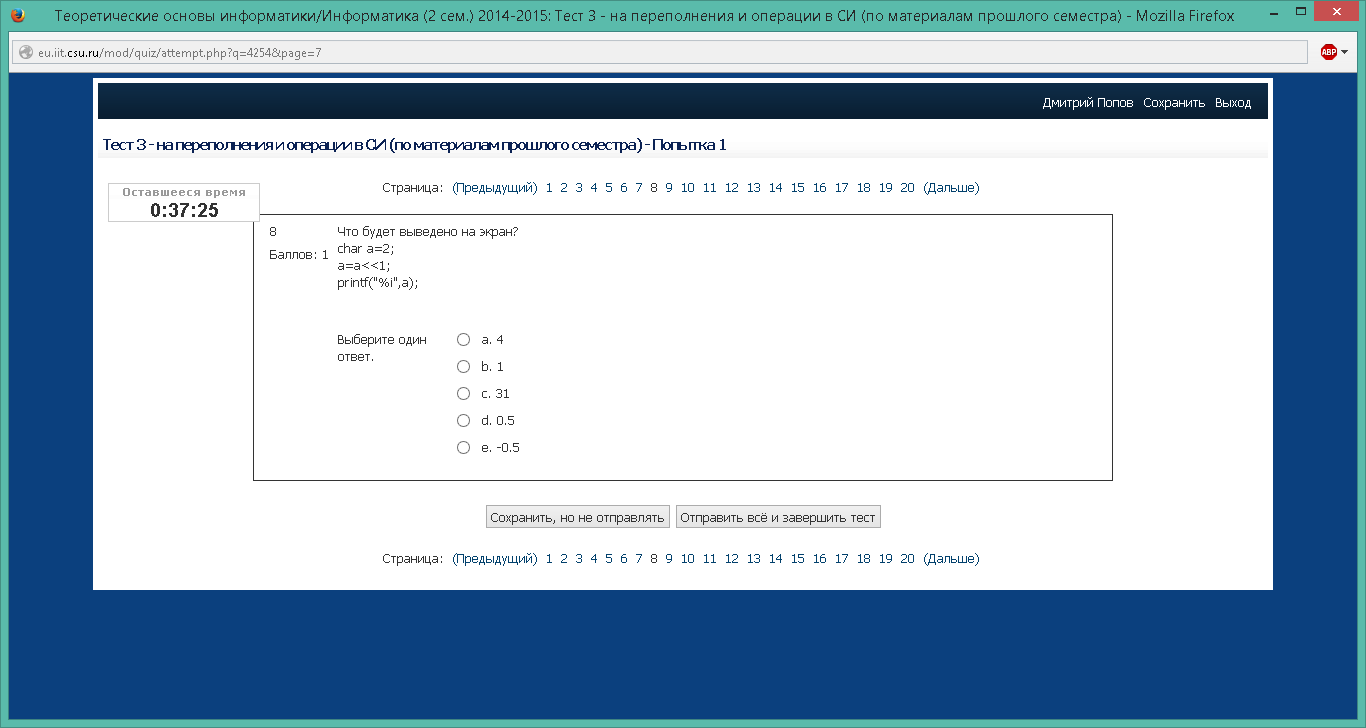 Теоретические основы информатики/Информатика (2 сем.) 2014-2015: Тест 3 - на переполнения и операции в СИ (по материалам прошлого семестра) - Mozilla Firefox
eu.iit.csu.ru/mod/quiz/attempt.php?q=4254&page=7
ABP
Дмитрий Попов Сохранить Выход
Тест 3 - на переполнения и операции в СИ (по материалам прошлого семестра) - Попытка 1
Оставшееся время
0:37:25
Страница: (Предыдущий) 1 2 3 4 5 6 7 8 9 10 11 12 13 14 15 16 17 18 19 20 (Дальше)
8
Баллов: 1
Что будет выведено на экран?
char a=2;
a=a<<1;
printf("%i",a);
Выберите один
ответ.
a. 4
b. 1
c. 31
d. 0.5
e. -0.5
Сохранить, но не отправлять Отправить всё и завершить тест
Страница: (Предыдущий) 1 2 3 4 5 6 7 8 9 10 11 12 13 14 15 16 17 18 19 20 (Дальше)